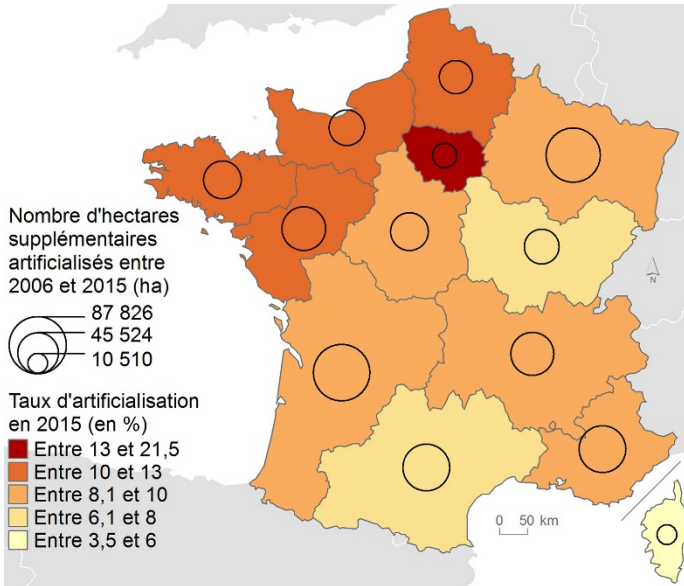 Nombre d'hectares
supplémentaires
artificialisés entre
2006 et 2015 (ha)
87 826
45 524
10 510
Taux d'artificialisation
en 2015 (en %)
Entre 13 et 21,5
Entre 10 et 13
Entre 8,1 et 10
Entre 6,1 et 8
Entre 3,5 et 6
0 50 km
N